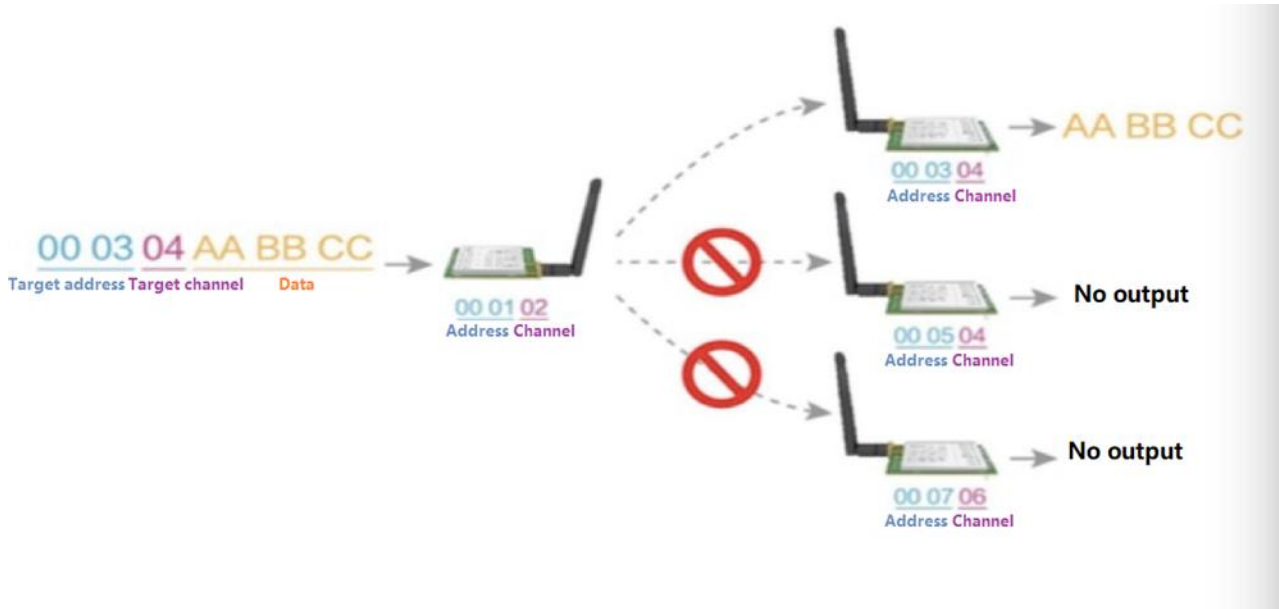 00 03 04 AA BB CC
Target address Target channel Data
00 01 02
Address Channel
AA BB CC
00 03 04
Address Channel
No output
00 05 04
Address Channel
No output
00 07 06
Address Channel